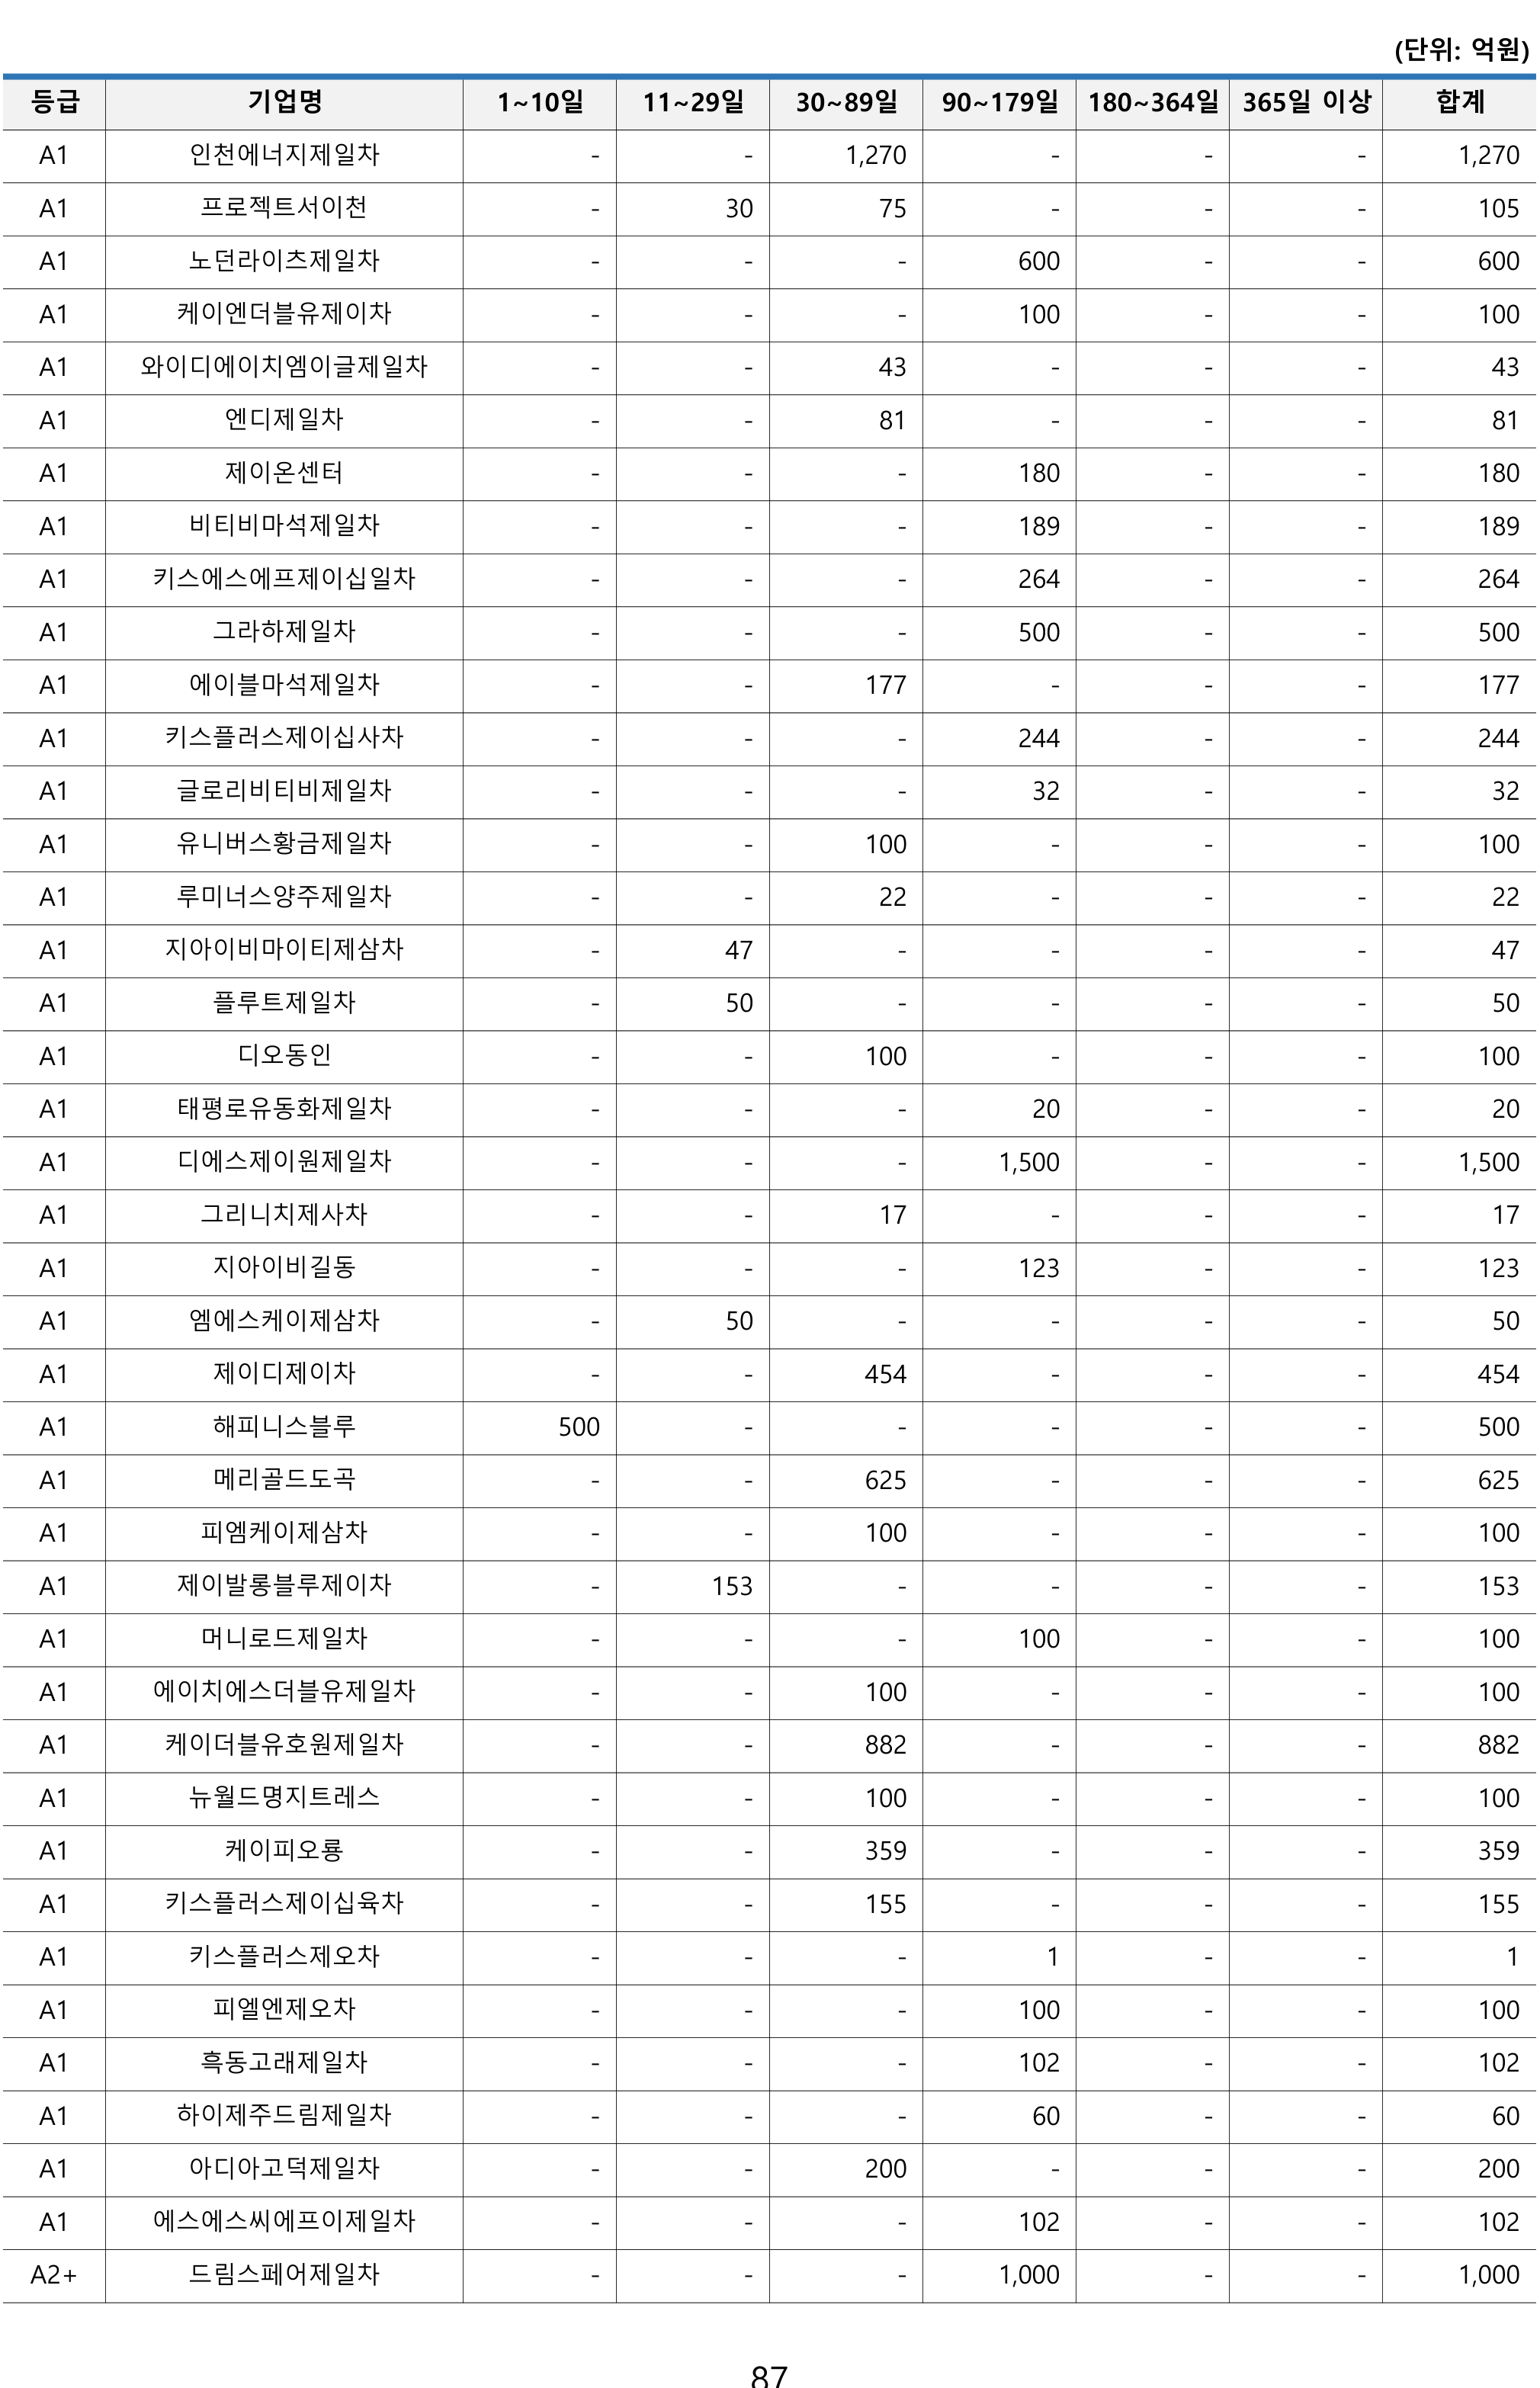 (단위: 억원)
등급 기업명 1~10일 11~29일 30~89일 90~179일 180~364일 365일 이상 합계
A1 인천에너지제일차 - - 1,270 - - - 1,270
A1 프로젝트서이천 - 30 75 - - - 105
A1 노던라이츠제일차 - - - 600 - - 600
A1 케이엔더블유제이차 - - - 100 - - 100
A1 와이디에이치엠이글제일차 - - 43 - - - 43
A1 엔디제일차 - - 81 - - - 81
A1 제이온센터 - - - 180 - - 180
A1 비티비마석제일차 - - - 189 - - 189
A1 키스에스에프제이십일차 - - - 264 - - 264
A1 그라하제일차 - - - 500 - - 500
A1 에이블마석제일차 - - 177 - - - 177
A1 키스플러스제이십사차 - - - 244 - - 244
A1 글로리비티비제일차 - - - 32 - - 32
A1 유니버스황금제일차 - - 100 - - - 100
A1 루미너스양주제일차 - - 22 - - - 22
A1 지아이비마이티제삼차 - 47 - - - - 47
A1 플루트제일차 - 50 - - - - 50
A1 디오동인 - - 100 - - - 100
A1 태평로유동화제일차 - - - 20 - - 20
A1 디에스제이원제일차 - - - 1,500 - - 1,500
A1 그리니치제사차 - - 17 - - - 17
A1 지아이비길동 - - - 123 - - 123
A1 엠에스케이제삼차 - 50 - - - - 50
A1 제이디제이차 - - 454 - - - 454
A1 해피니스블루 500 - - - - - 500
A1 메리골드도곡 - - 625 - - - 625
A1 피엠케이제삼차 - - 100 - - - 100
A1 제이발롱블루제이차 - 153 - - - - 153
A1 머니로드제일차 - - - 100 - - 100
A1 에이치에스더블유제일차 - - 100 - - - 100
A1 케이더블유호원제일차 - - 882 - - - 882
A1 뉴월드명지트레스 - - 100 - - - 100
A1 케이피오룡 - - 359 - - - 359
A1 키스플러스제이십육차 - - 155 - - - 155
A1 키스플러스제오차 - - - 1 - - 1
A1 피엘엔제오차 - - - 100 - - 100
A1 흑동고래제일차 - - - 102 - - 102
A1 하이제주드림제일차 - - - 60 - - 60
A1 아디아고덕제일차 - - 200 - - - 200
A1 에스에스씨에프이제일차 - - - 102 - - 102
A2+ 드림스페어제일차 - - - 1,000 - - 1,000
87